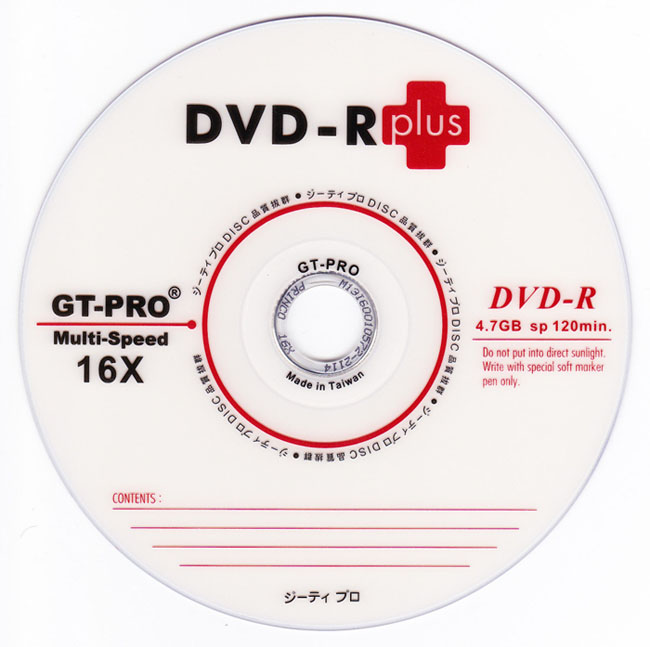 DVD-R plus
ジーティ プロ DISC 品質抜群 ● ジーティ プロ DISC 品質抜群 ● ジーティ プロ DISC 品質抜群 ● ジーティ プロ DISC 品質抜群 ●
GT-PRO
GT-PRO®
Multi-Speed
16X
PRINCO
X91
Made in Taiwan
DVD-R
4.7GB sp 120min.
Do not put into direct sunlight.
Write with special soft marker
pen only.
CONTENTS :
ジーティ プロ